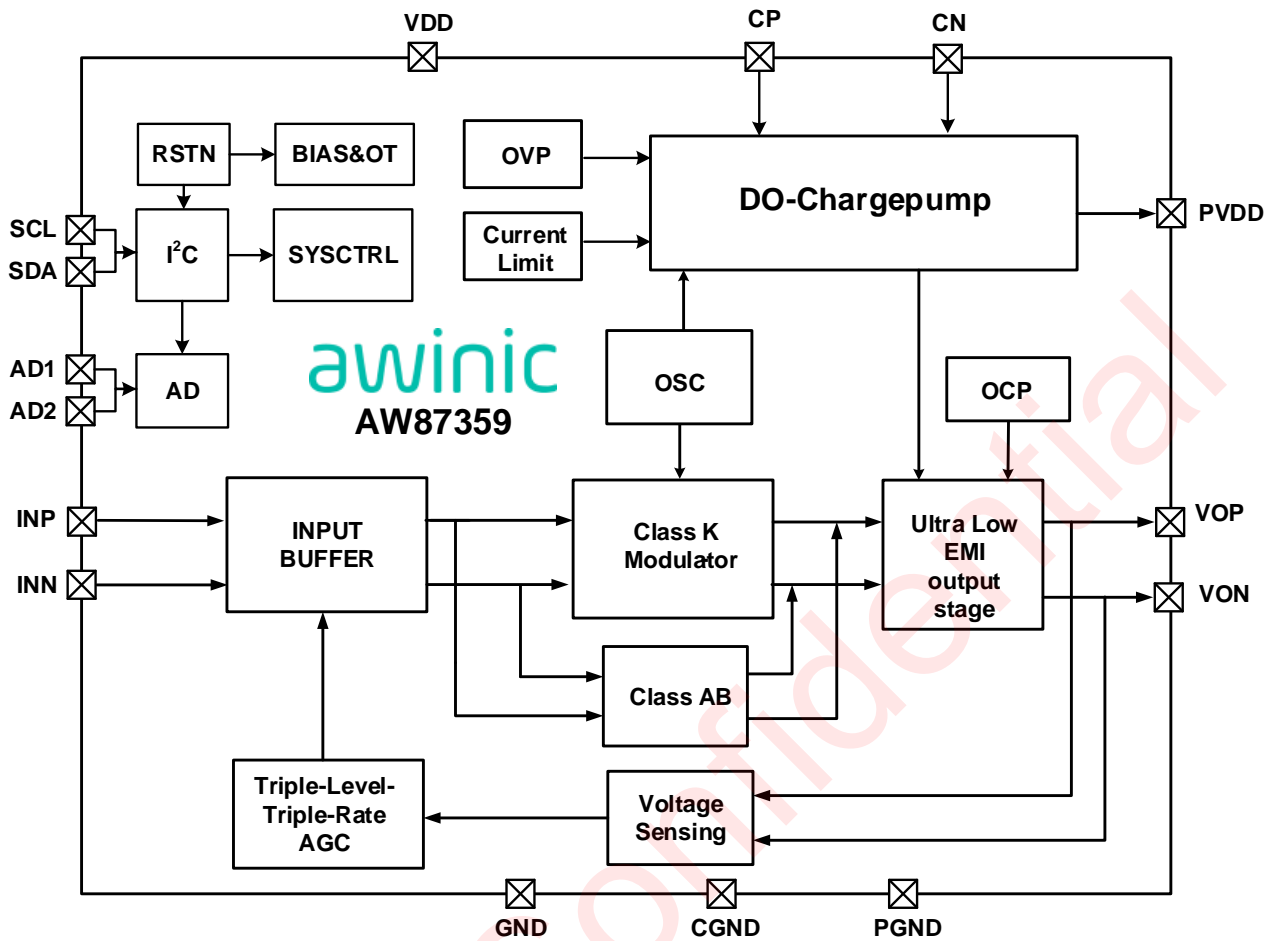 VDD
CP
CN
RSTN
BIAS&OT
OVP
DO-Chargepump
SCL
SDA
I²C
SYSCTRL
Current
Limit
PVDD
AD1
AD2
AD
awinic
AW87359
OSC
OCP
INP
INN
INPUT
BUFFER
Class K
Modulator
Ultra Low
EMI
output
stage
VOP
VON
Class AB
Triple-Level-
Triple-Rate
AGC
Voltage
Sensing
GND
CGND
PGND
onfidential